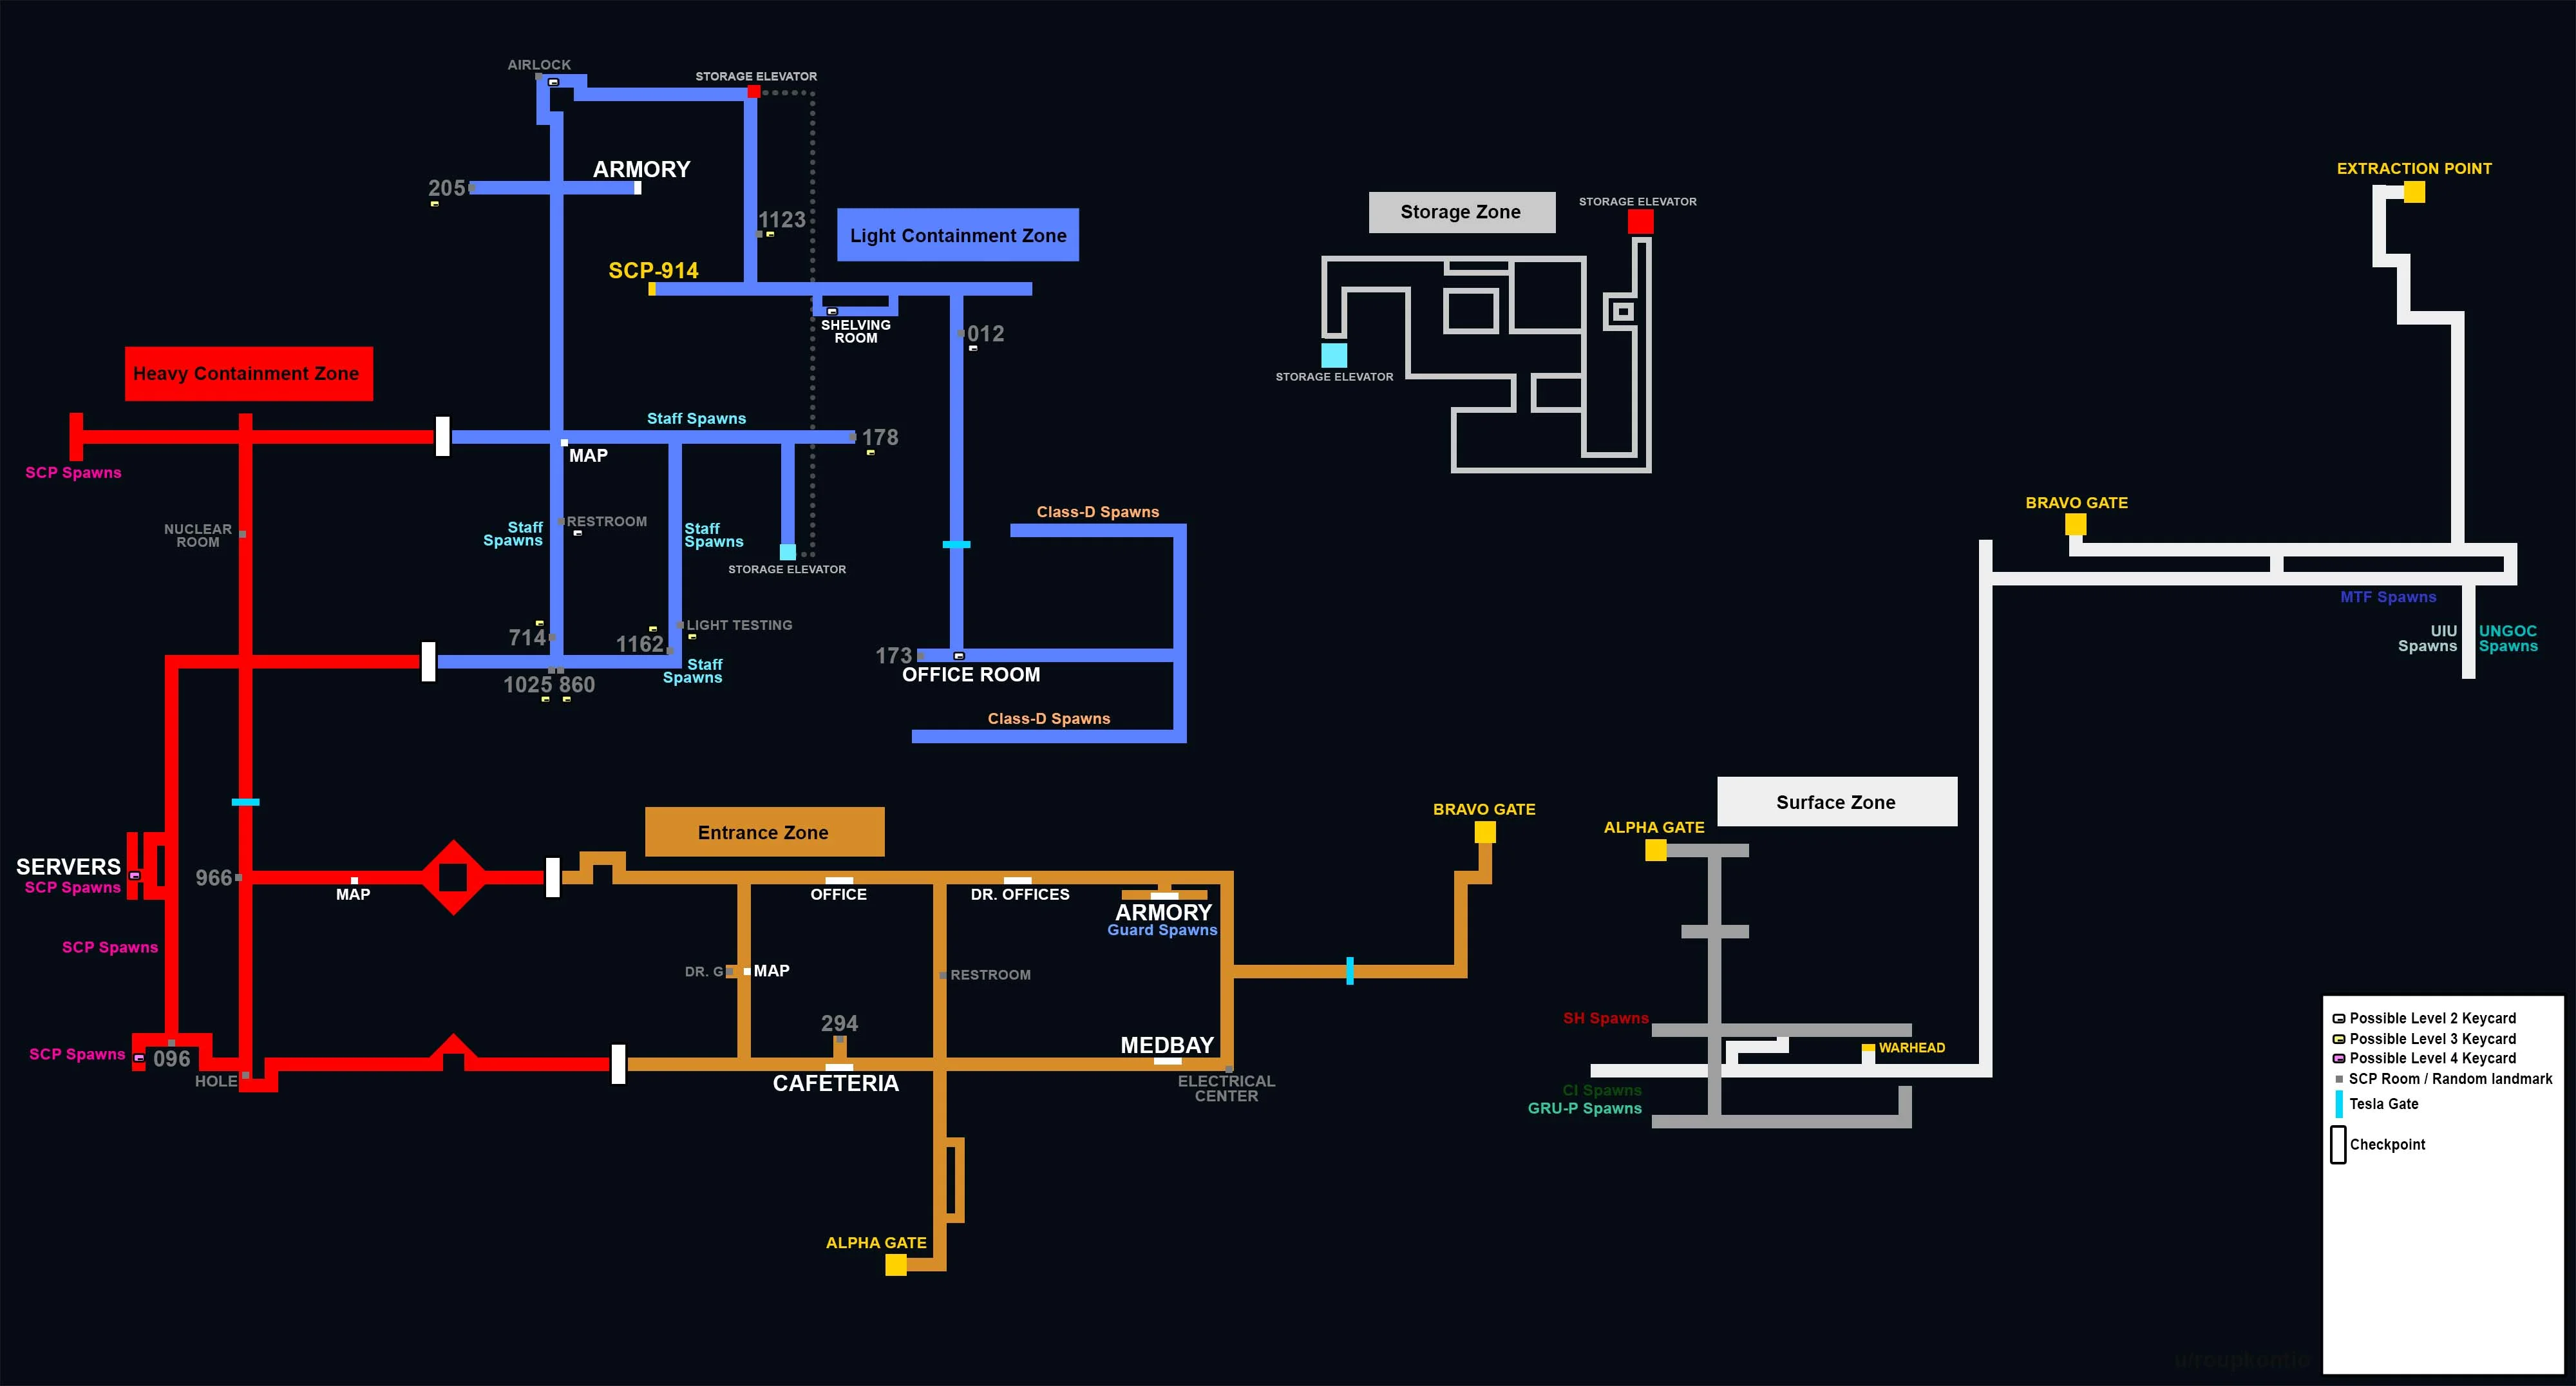 AIRLOCK
STORAGE ELEVATOR
205
ARMORY
1123
Light Containment Zone
SCP-914
SHELVING
ROOM
012
Storage Zone
STORAGE ELEVATOR
STORAGE ELEVATOR
EXTRACTION POINT
Heavy Containment Zone
SCP Spawns
Staff Spawns
178
MAP
NUCLEAR
ROOM
Staff
Spawns
RESTROOM
Staff
Spawns
STORAGE ELEVATOR
Class-D Spawns
BRAVO GATE
MTF Spawns
UIU
Spawns
UNGOC
Spawns
714
1162
LIGHT TESTING
Staff
Spawns
1025
860
173
OFFICE ROOM
Class-D Spawns
Entrance Zone
BRAVO GATE
Surface Zone
ALPHA GATE
SERVERS
SCP Spawns
966
MAP
OFFICE
DR. OFFICES
ARMORY
Guard Spawns
SCP Spawns
DR. G
MAP
RESTROOM
SCP Spawns
096
HOLE
294
CAFETERIA
MEDBAY
ELECTRICAL
CENTER
SH Spawns
WARHEAD
CI Spawns
GRU-P Spawns
ALPHA GATE
Possible Level 2 Keycard
Possible Level 3 Keycard
Possible Level 4 Keycard
SCP Room / Random landmark
Tesla Gate
Checkpoint